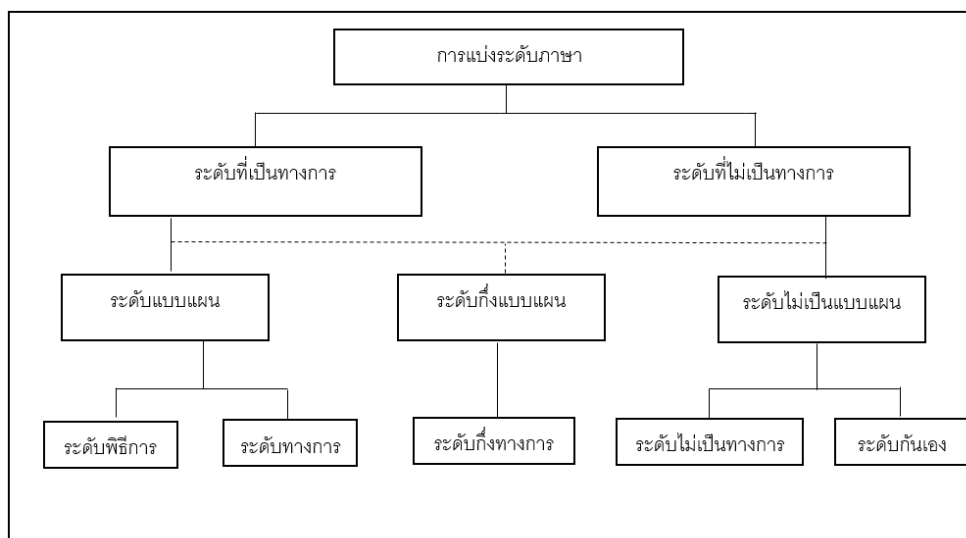 การแบ่งระดับภาษา
ระดับที่เป็นทางการ
ระดับที่ไม่เป็นทางการ
ระดับแบบแผน
ระดับกึ่งแบบแผน
ระดับไม่เป็นแบบแผน
ระดับพิธีการ
ระดับทางการ
ระดับกึ่งทางการ
ระดับไม่เป็นทางการ
ระดับกันเอง